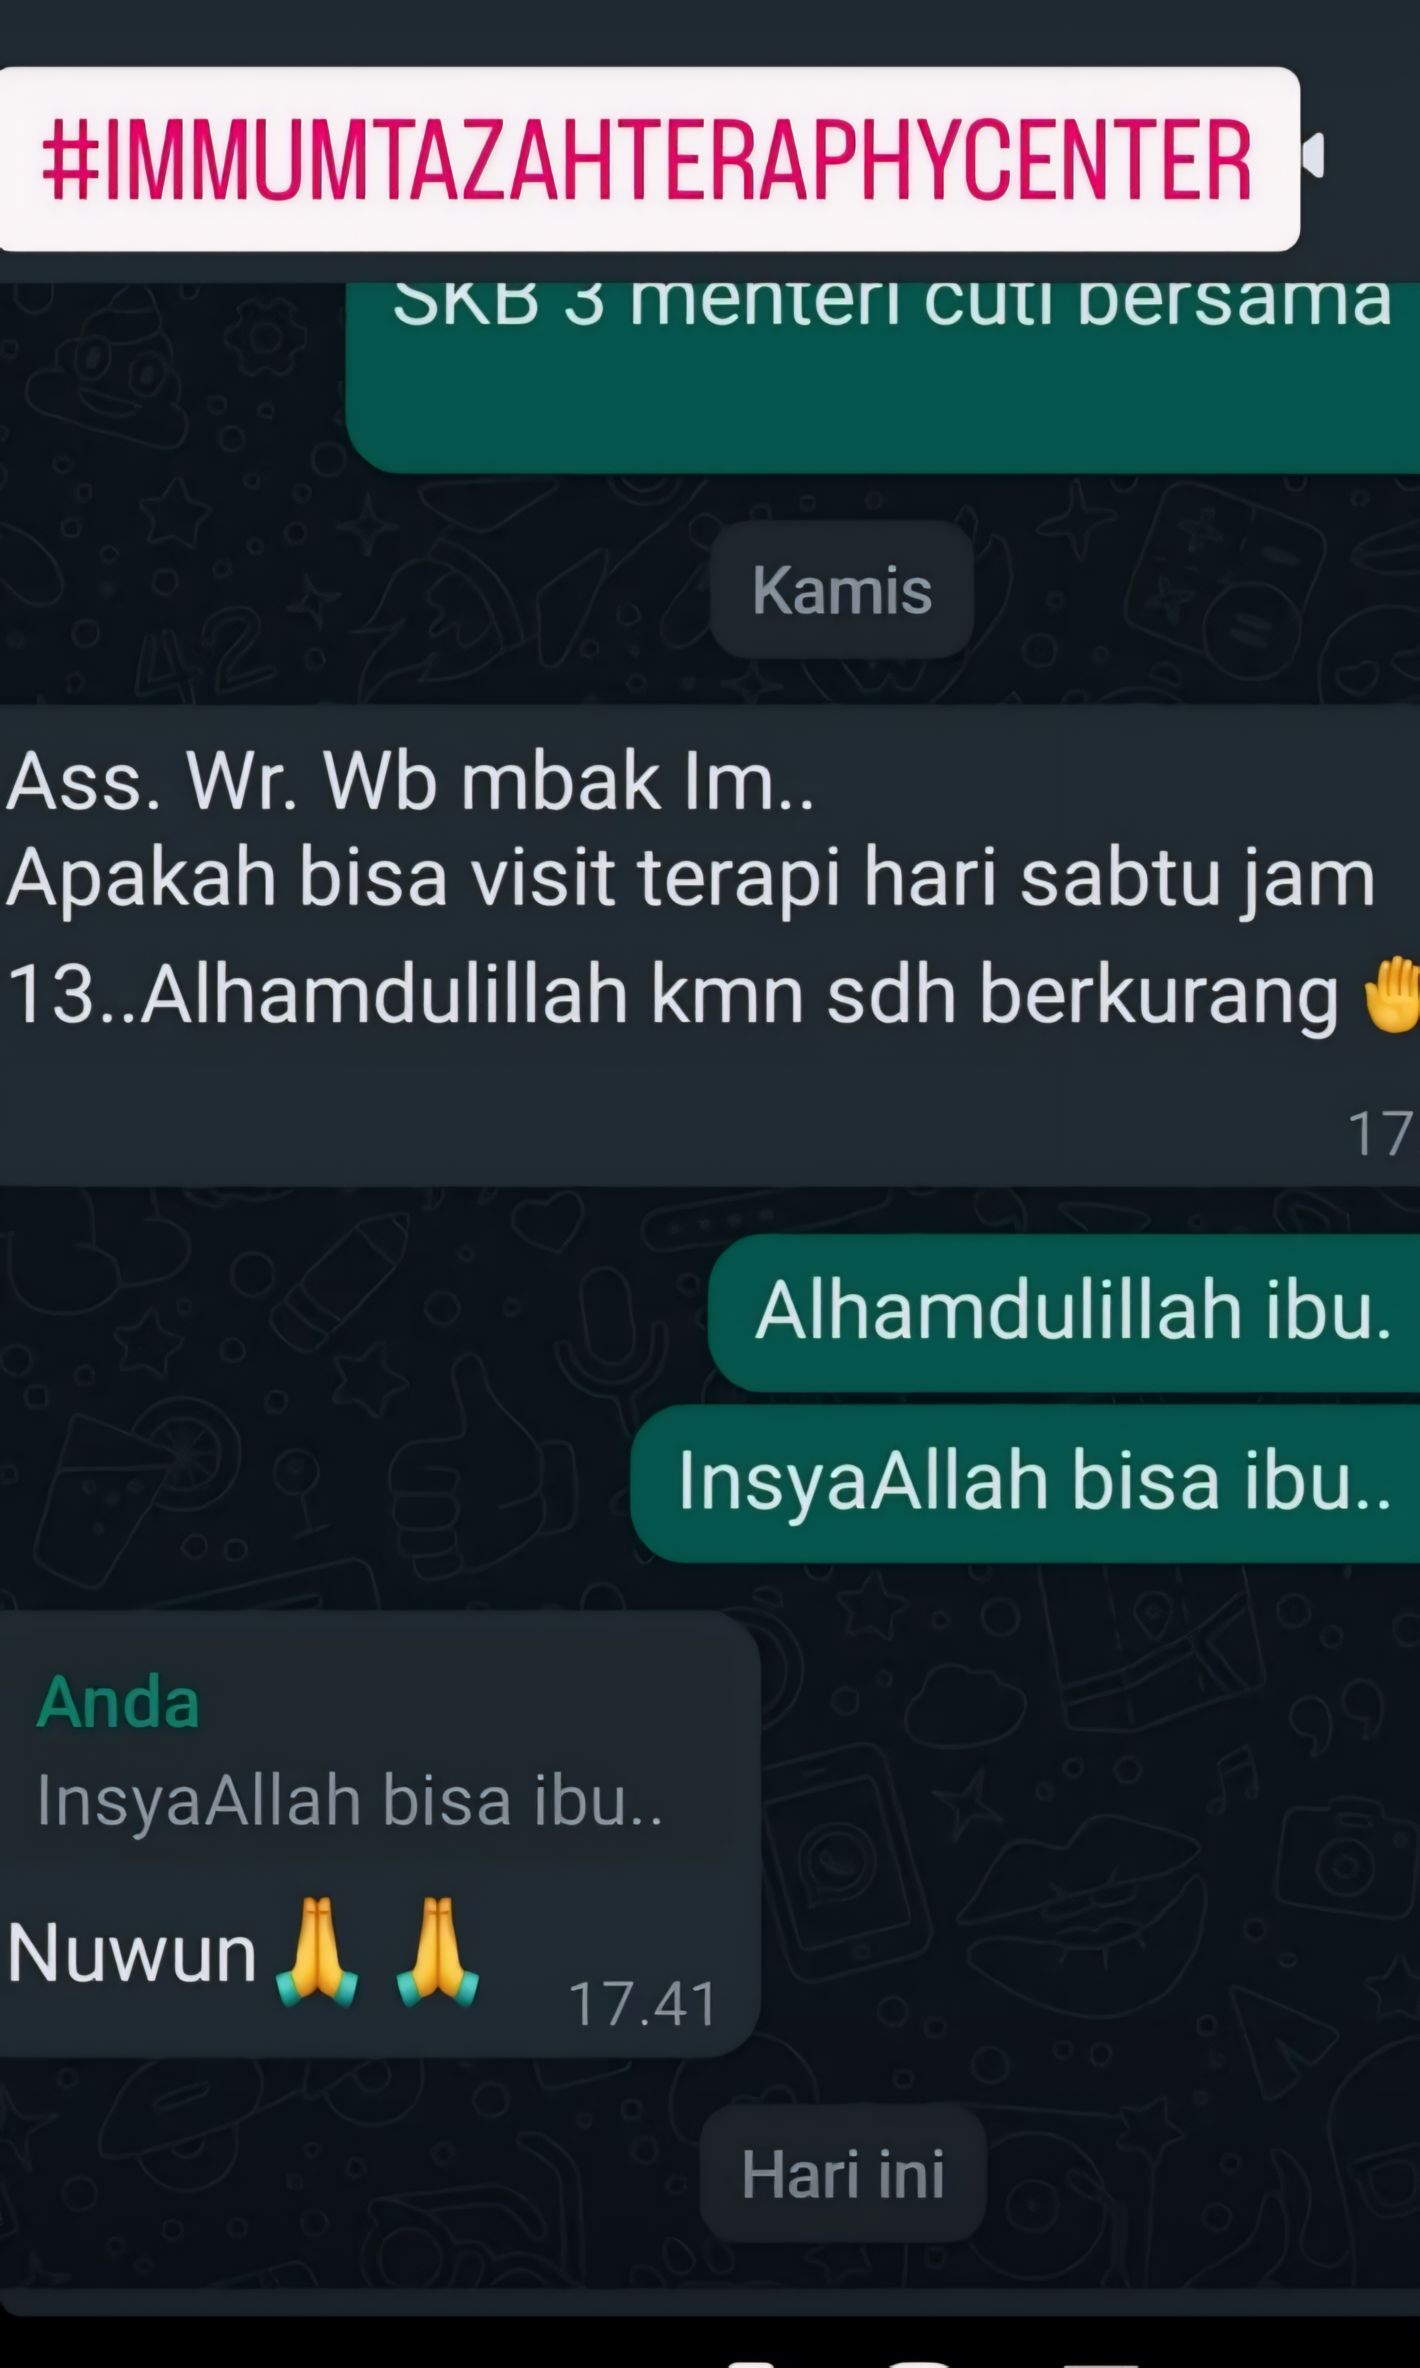 #IMMUMTAZAHTERAPHYCENTER
SKB 3 menteri cuti bersama
Kamis
Ass. Wr. Wb mbak Im..
Apakah bisa visit terapi hari sabtu jam
13..Alhamdulillah kmn sdh berkurang 🤚
17
Alhamdulillah ibu.
InsyaAllah bisa ibu..
Anda
InsyaAllah bisa ibu..
Nuwun🙏 🙏 17.41
Hari ini